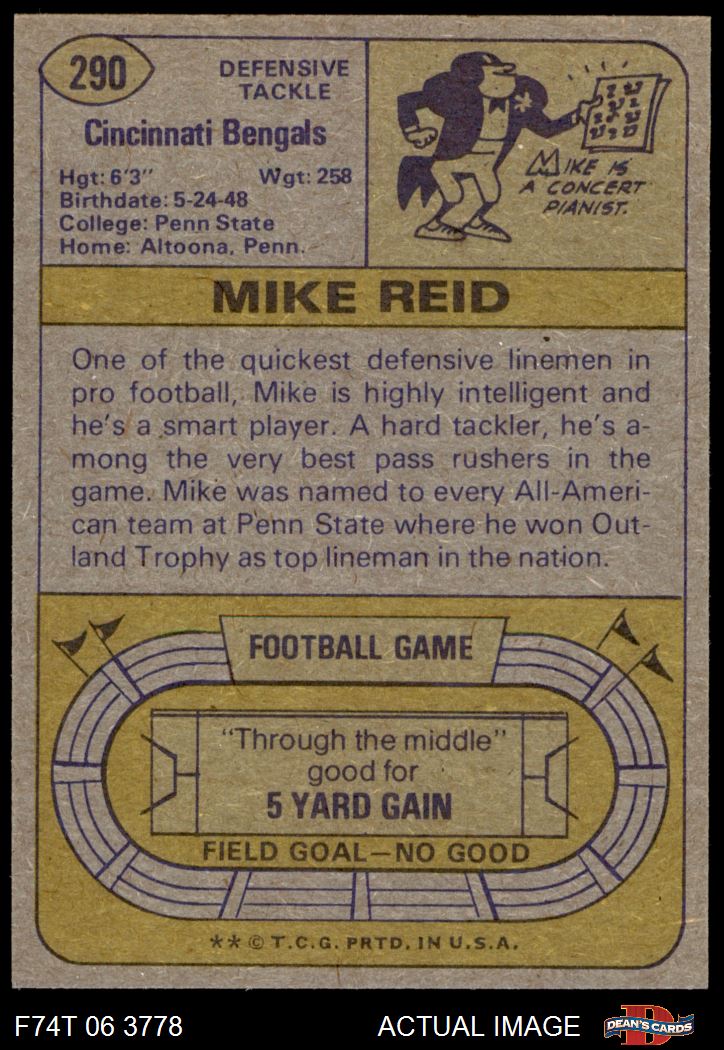 290
DEFENSIVE
TACKLE
Cincinnati Bengals
Hgt: 6'3" Wgt: 258
Birthdate: 5-24-48
College: Penn State
Home: Altoona, Penn.
MIKE IS
A CONCERT
PIANIST.
MIKE REID
One of the quickest defensive linemen in
pro football, Mike is highly intelligent and
he's a smart player. A hard tackler, he's a-
mong the very best pass rushers in the
game. Mike was named to every All-Ameri-
can team at Penn State where he won Out-
land Trophy as top lineman in the nation.
FOOTBALL GAME
"Through the middle"
good for
5 YARD GAIN
FIELD GOAL—NO GOOD
** © T.C.G. PRTD. IN U.S.A.
F74T 06 3778 ACTUAL IMAGE
D
DEAN'S CARDS